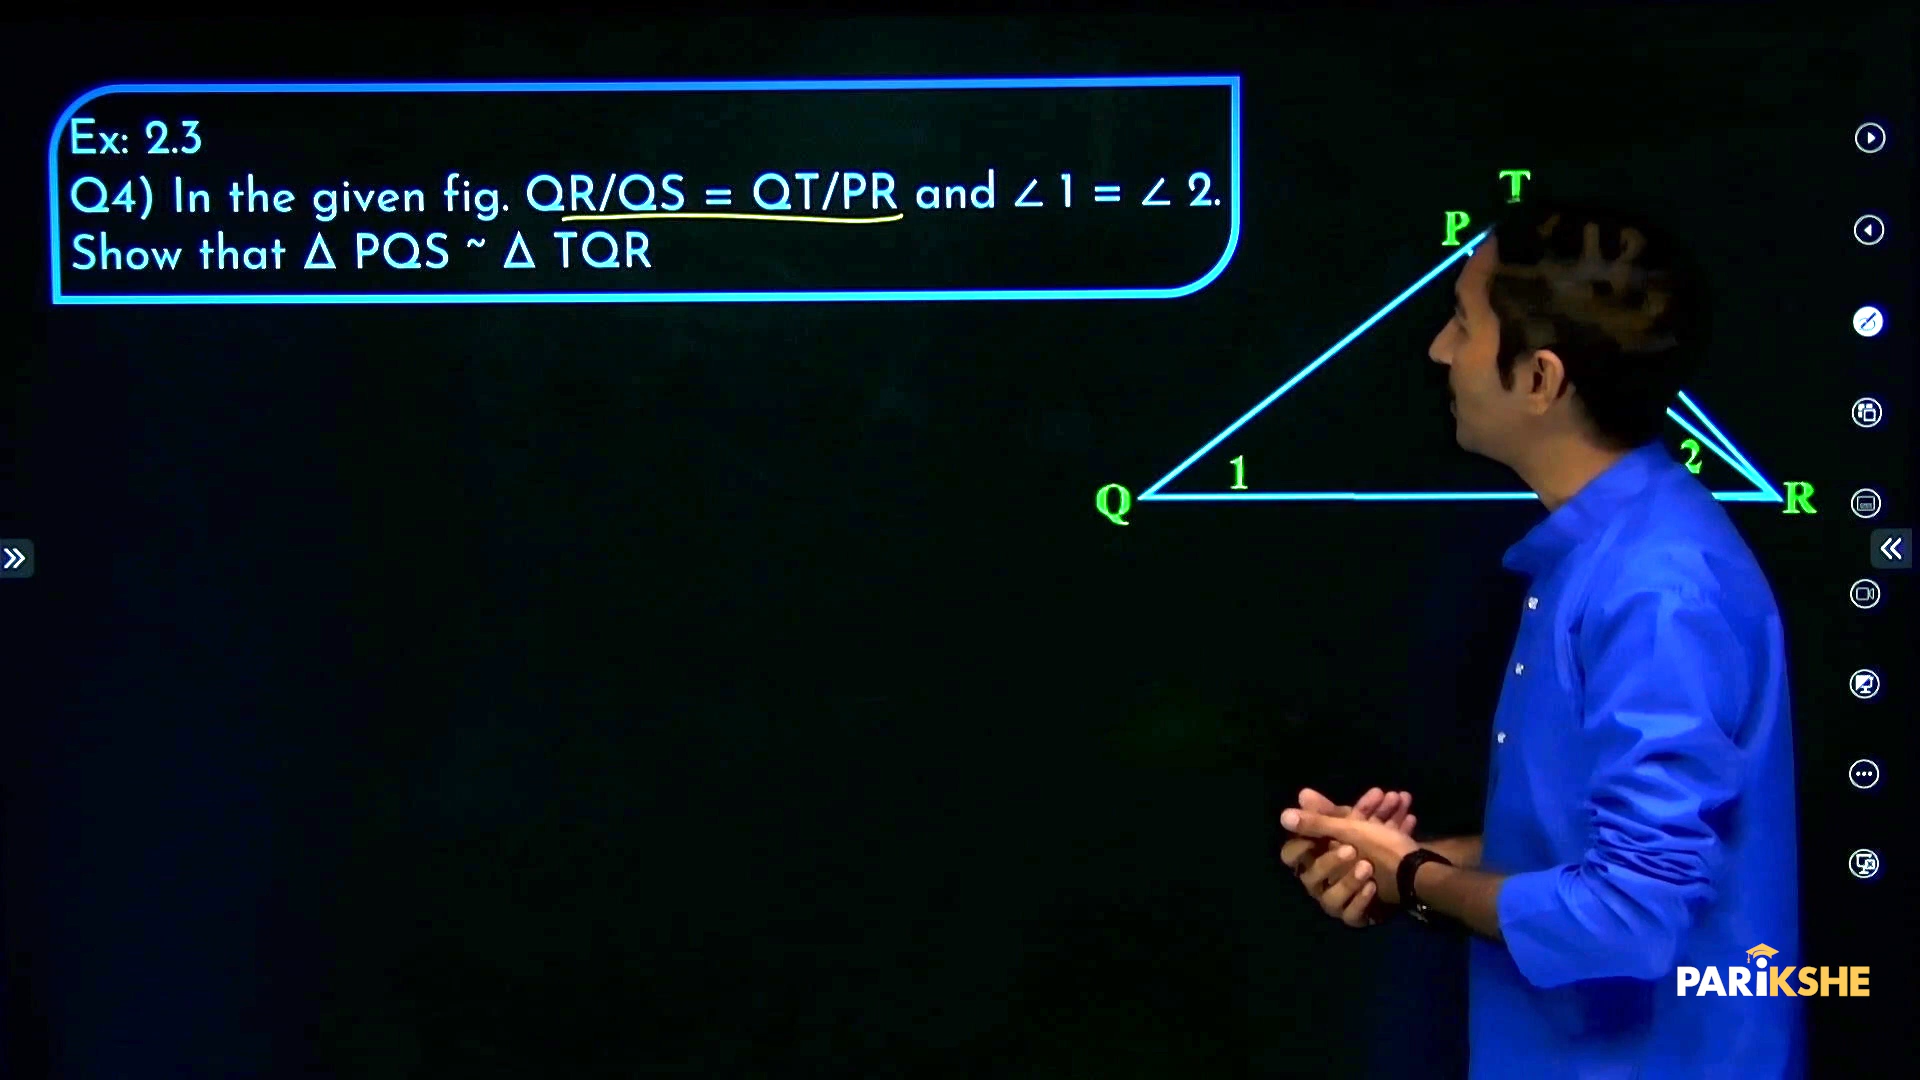 Ex: 2.3
Q4) In the given fig. QR/QS = QT/PR and ∠ 1 = ∠ 2.
Show that Δ PQS ~ Δ TQR
T
P
1
2
Q
R
PARiKSHE